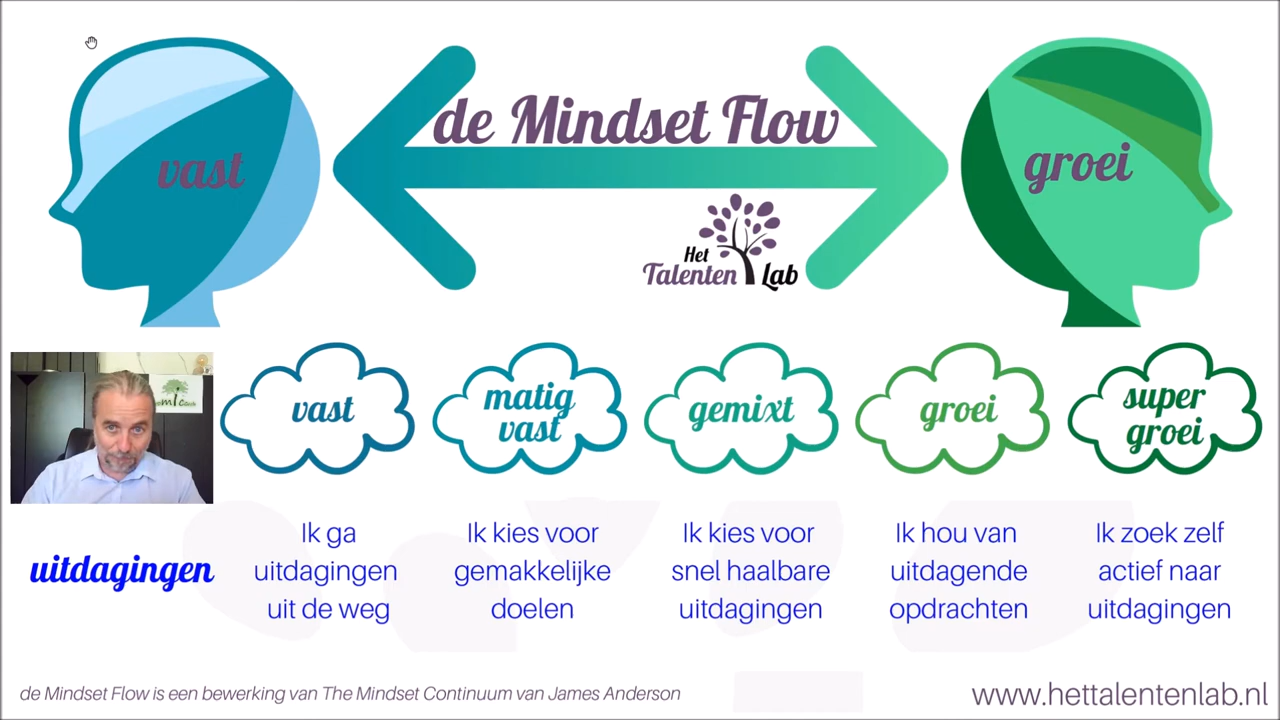 de Mindset Flow
vast
groei
Het
Talenten Lab
vast
matig
vast
gemixt
groei
super
groei
uitdagingen
Ik ga
uitdagingen
uit de weg
Ik kies voor
gemakkelijke
doelen
Ik kies voor
snel haalbare
uitdagingen
Ik hou van
uitdagende
opdrachten
Ik zoek zelf
actief naar
uitdagingen
de Mindset Flow is een bewerking van The Mindset Continuum van James Anderson
www.hettalentenlab.nl